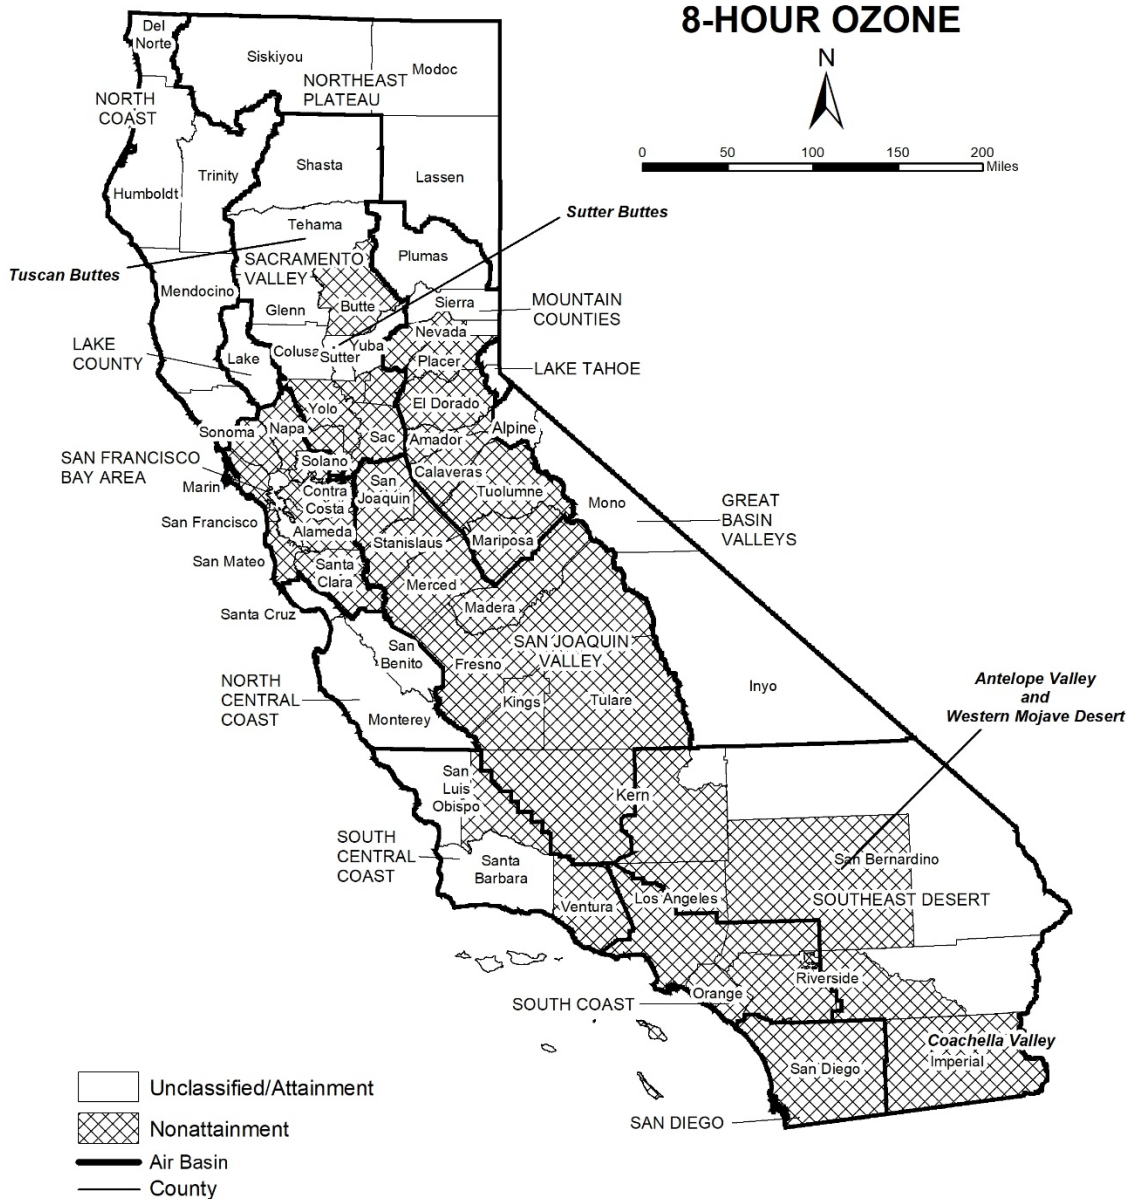 8-HOUR OZONE
N
0 50 100 150 200
Miles
Del
Norte
Siskiyou
Modoc
NORTHEAST
PLATEAU
NORTH
COAST
Shasta
Trinity
Lassen
Humboldt
Sutter Buttes
Tehama
Plumas
SACRAMENTO
VALLEY
Tuscan Buttes
Mendocino
Butte
Sierra
MOUNTAIN
COUNTIES
Glenn
Nevada
LAKE
COUNTY
Lake
Colusa
Sutter
Yuba
Placer
LAKE TAHOE
Yolo
El Dorado
Sonoma
Napa
Sac
Amador
Alpine
SAN FRANCISCO
BAY AREA
Solano
Calaveras
Marin
Contra
Costa
San
Joaquin
Tuolumne
Mono
GREAT
BASIN
VALLEYS
San Francisco
Alameda
Stanislaus
Mariposa
San Mateo
Santa
Clara
Merced
Santa Cruz
Madera
SAN JOAQUIN
VALLEY
San
Benito
Fresno
NORTH
CENTRAL
COAST
Monterey
Kings
Tulare
Inyo
Antelope Valley
and
Western Mojave Desert
San
Luis
Obispo
Kern
SOUTH
CENTRAL
COAST
Santa
Barbara
San Bernardino
Ventura
Los Angeles
SOUTHEAST DESERT
Riverside
SOUTH COAST
Orange
Coachella Valley
Imperial
San Diego
SAN DIEGO
Unclassified/Attainment
Nonattainment
Air Basin
County